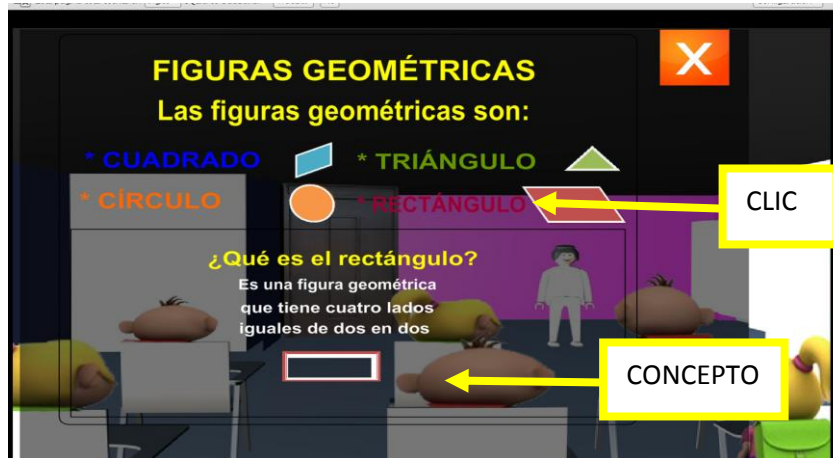 X
FIGURAS GEOMÉTRICAS
Las figuras geométricas son:
* CUADRADO * TRIÁNGULO
* CÍRCULO * RECTÁNGULO
CLIC
¿Qué es el rectángulo?
Es una figura geométrica
que tiene cuatro lados
iguales de dos en dos
CONCEPTO